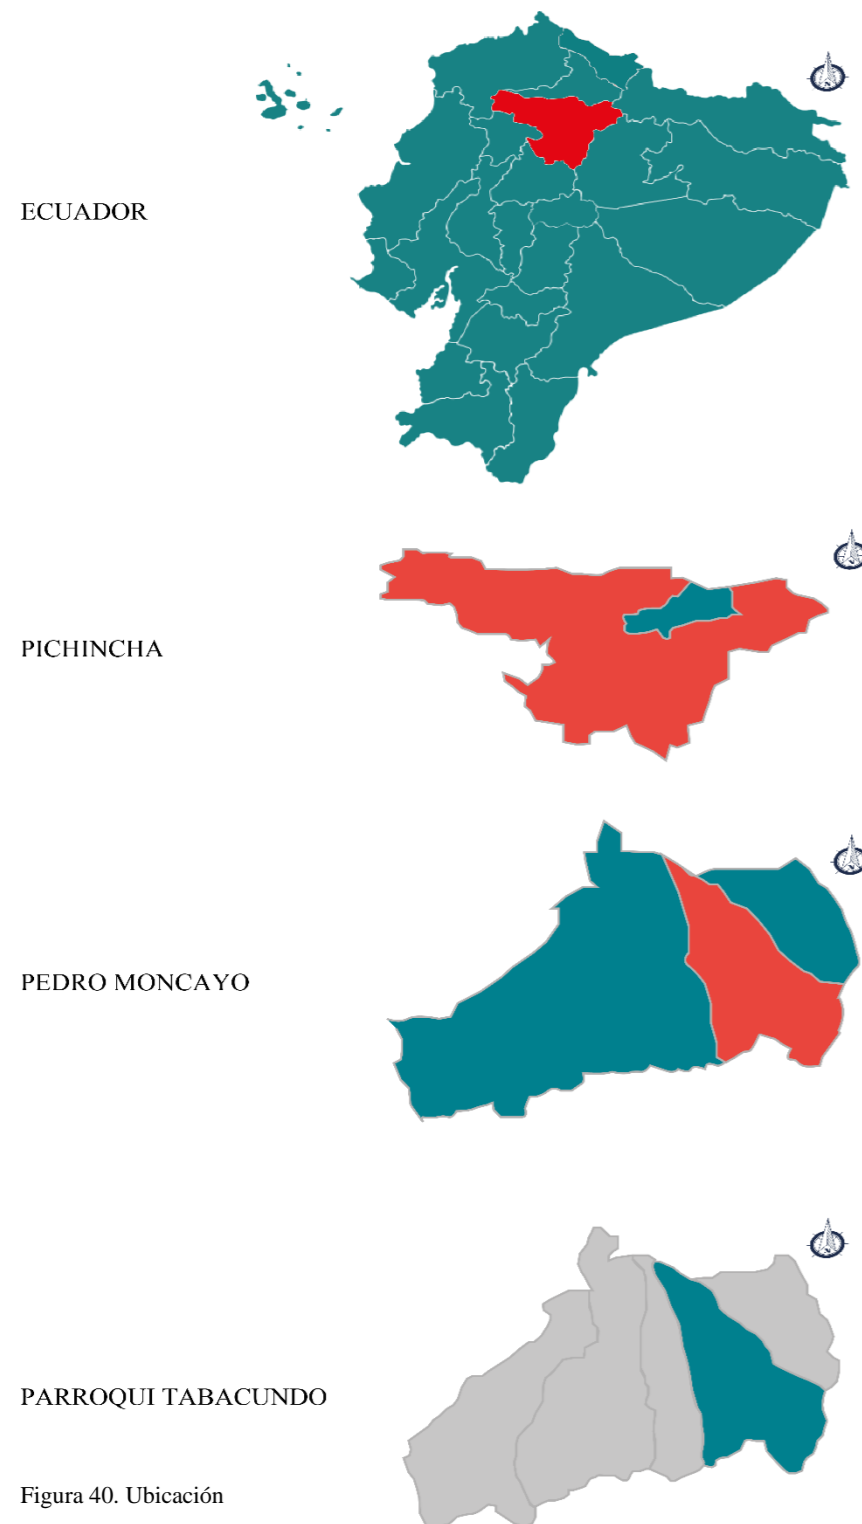 ECUADOR
PICHINCHA
PEDRO MONCAYO
PARROQUI TABACUNDO
Figura 40. Ubicación